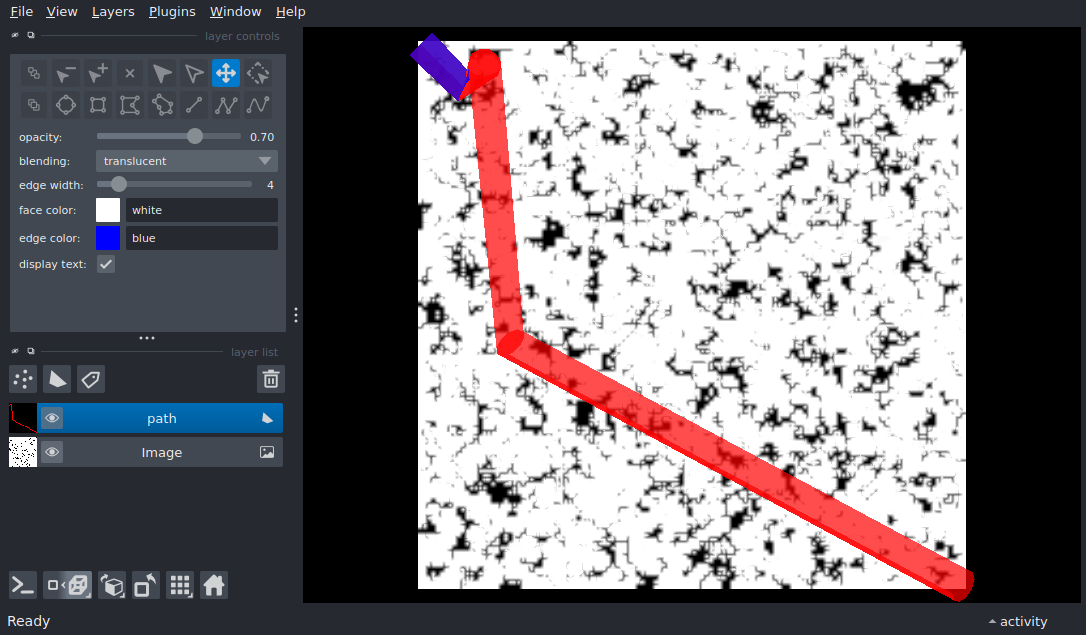 File View Layers Plugins Window Help
layer controls
opacity: 0.70
blending: translucent
edge width: 4
face color: white
edge color: blue
display text:
layer list
path
Image
Ready
activity